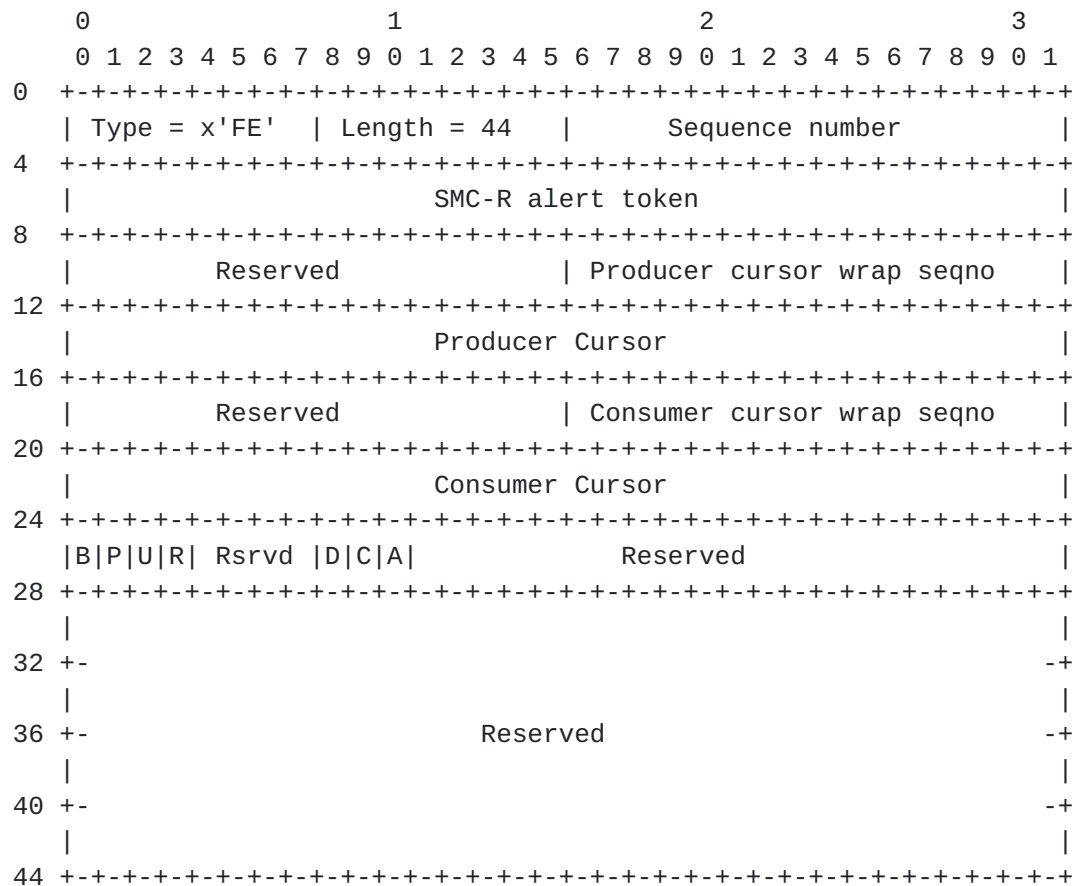 0                   1                   2                   3
    0 1 2 3 4 5 6 7 8 9 0 1 2 3 4 5 6 7 8 9 0 1 2 3 4 5 6 7 8 9 0 1
0  +-+-+-+-+-+-+-+-+-+-+-+-+-+-+-+-+-+-+-+-+-+-+-+-+-+-+-+-+-+-+-+-+
   | Type = x'FE'  | Length = 44   |      Sequence number          |
4  +-+-+-+-+-+-+-+-+-+-+-+-+-+-+-+-+-+-+-+-+-+-+-+-+-+-+-+-+-+-+-+-+
   |                       SMC-R alert token                       |
8  +-+-+-+-+-+-+-+-+-+-+-+-+-+-+-+-+-+-+-+-+-+-+-+-+-+-+-+-+-+-+-+-+
   |         Reserved              | Producer cursor wrap seqno    |
12 +-+-+-+-+-+-+-+-+-+-+-+-+-+-+-+-+-+-+-+-+-+-+-+-+-+-+-+-+-+-+-+-+
   |                       Producer Cursor                         |
16 +-+-+-+-+-+-+-+-+-+-+-+-+-+-+-+-+-+-+-+-+-+-+-+-+-+-+-+-+-+-+-+-+
   |         Reserved              | Consumer cursor wrap seqno    |
20 +-+-+-+-+-+-+-+-+-+-+-+-+-+-+-+-+-+-+-+-+-+-+-+-+-+-+-+-+-+-+-+-+
   |                       Consumer Cursor                         |
24 +-+-+-+-+-+-+-+-+-+-+-+-+-+-+-+-+-+-+-+-+-+-+-+-+-+-+-+-+-+-+-+-+
   |B|P|U|R| Rsrvd |D|C|A|             Reserved                    |
28 +-+-+-+-+-+-+-+-+-+-+-+-+-+-+-+-+-+-+-+-+-+-+-+-+-+-+-+-+-+-+-+-+
   |                                                               |
32 +-                                                             -+
   |                                                               |
36 +-                         Reserved                            -+
   |                                                               |
40 +-                                                             -+
   |                                                               |
44 +-+-+-+-+-+-+-+-+-+-+-+-+-+-+-+-+-+-+-+-+-+-+-+-+-+-+-+-+-+-+-+-+